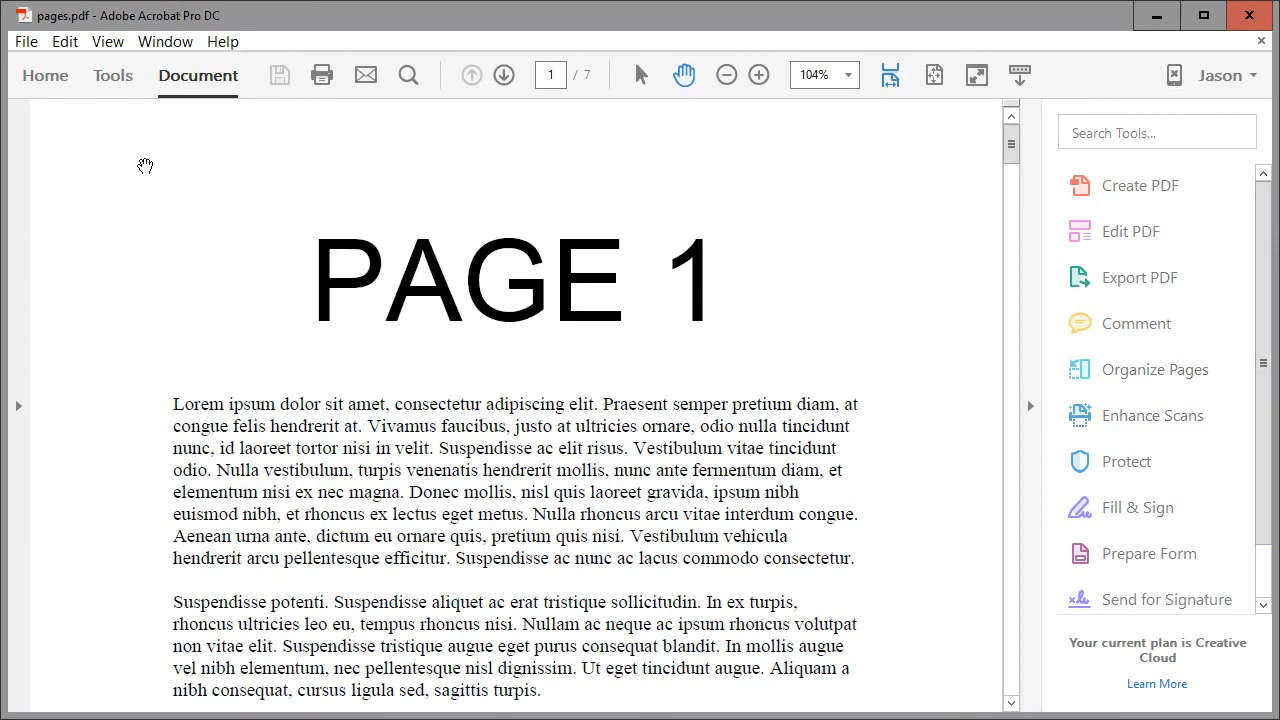 pages.pdf - Adobe Acrobat Pro DC
File Edit View Window Help
Home Tools Document 1 / 7 104% Jason
Search Tools...
Create PDF
Edit PDF
Export PDF
Comment
Organize Pages
Enhance Scans
Protect
Fill & Sign
Prepare Form
Send for Signature
Your current plan is Creative
Cloud
Learn More
PAGE 1
Lorem ipsum dolor sit amet, consectetur adipiscing elit. Praesent semper pretium diam, at
congue felis hendrerit at. Vivamus faucibus, justo at ultricies ornare, odio nulla tincidunt
nunc, id laoreet tortor nisi in velit. Suspendisse ac elit risus. Vestibulum vitae tincidunt
odio. Nulla vestibulum, turpis venenatis hendrerit mollis, nunc ante fermentum diam, et
elementum nisi ex nec magna. Donec mollis, nisl quis laoreet gravida, ipsum nibh
euismod nibh, et rhoncus ex lectus eget metus. Nulla rhoncus arcu vitae interdum congue.
Aenean urna ante, dictum eu ornare quis, pretium quis nisi. Vestibulum vehicula
hendrerit arcu pellentesque efficitur. Suspendisse ac nunc ac lacus commodo consectetur.
Suspendisse potenti. Suspendisse aliquet ac erat tristique sollicitudin. In ex turpis,
rhoncus ultricies leo eu, tempus rhoncus nisi. Nullam ac neque ac ipsum rhoncus volutpat
non vitae elit. Suspendisse tristique augue eget purus consequat blandit. In mollis augue
vel nibh elementum, nec pellentesque nisl dignissim. Ut eget tincidunt augue. Aliquam a
nibh consequat, cursus ligula sed, sagittis turpis.